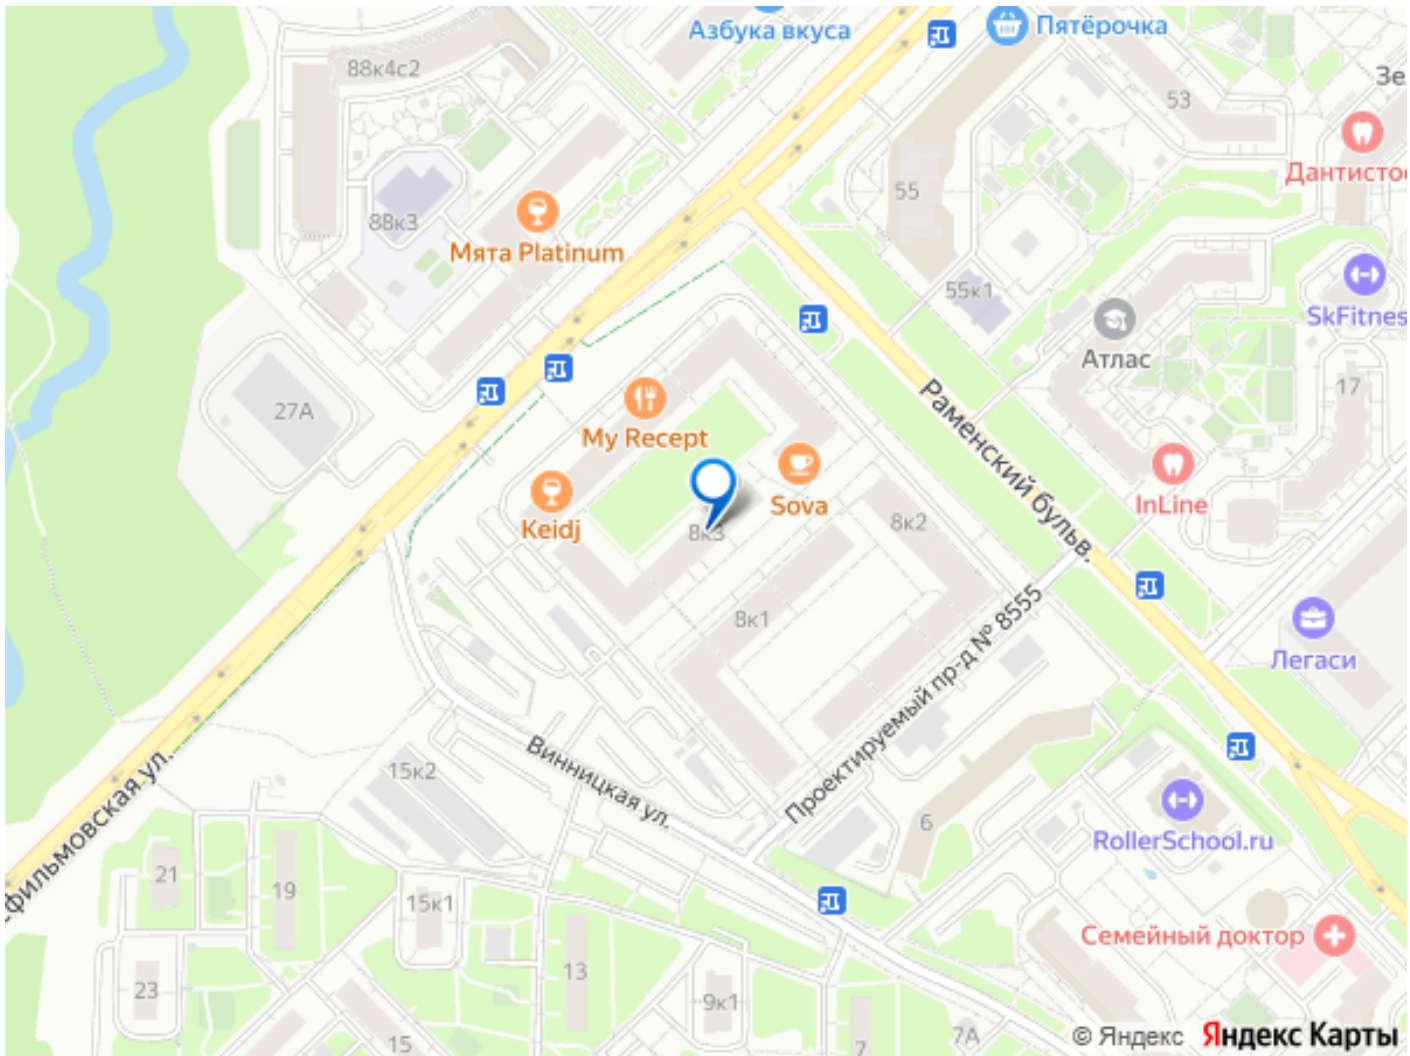 Азбука вкуса
Пятёрочка
88к4с2
Зе
53
Дантистос
55
88к3
Мята Platinum
55к1
SkFitnes
Атлас
17
27А
My Recept
Раменский бульв.
InLine
Sova
Keidj
8к2
8к3
8к1
Проектируемый пр-д № 8555
Легаси
Винницкая ул.
15к2
сфильмовская ул.
6
RollerSchool.ru
21
19
15к1
Семейный доктор
13
23
9к1
15
7
7А
© Яндекс Яндекс Карты